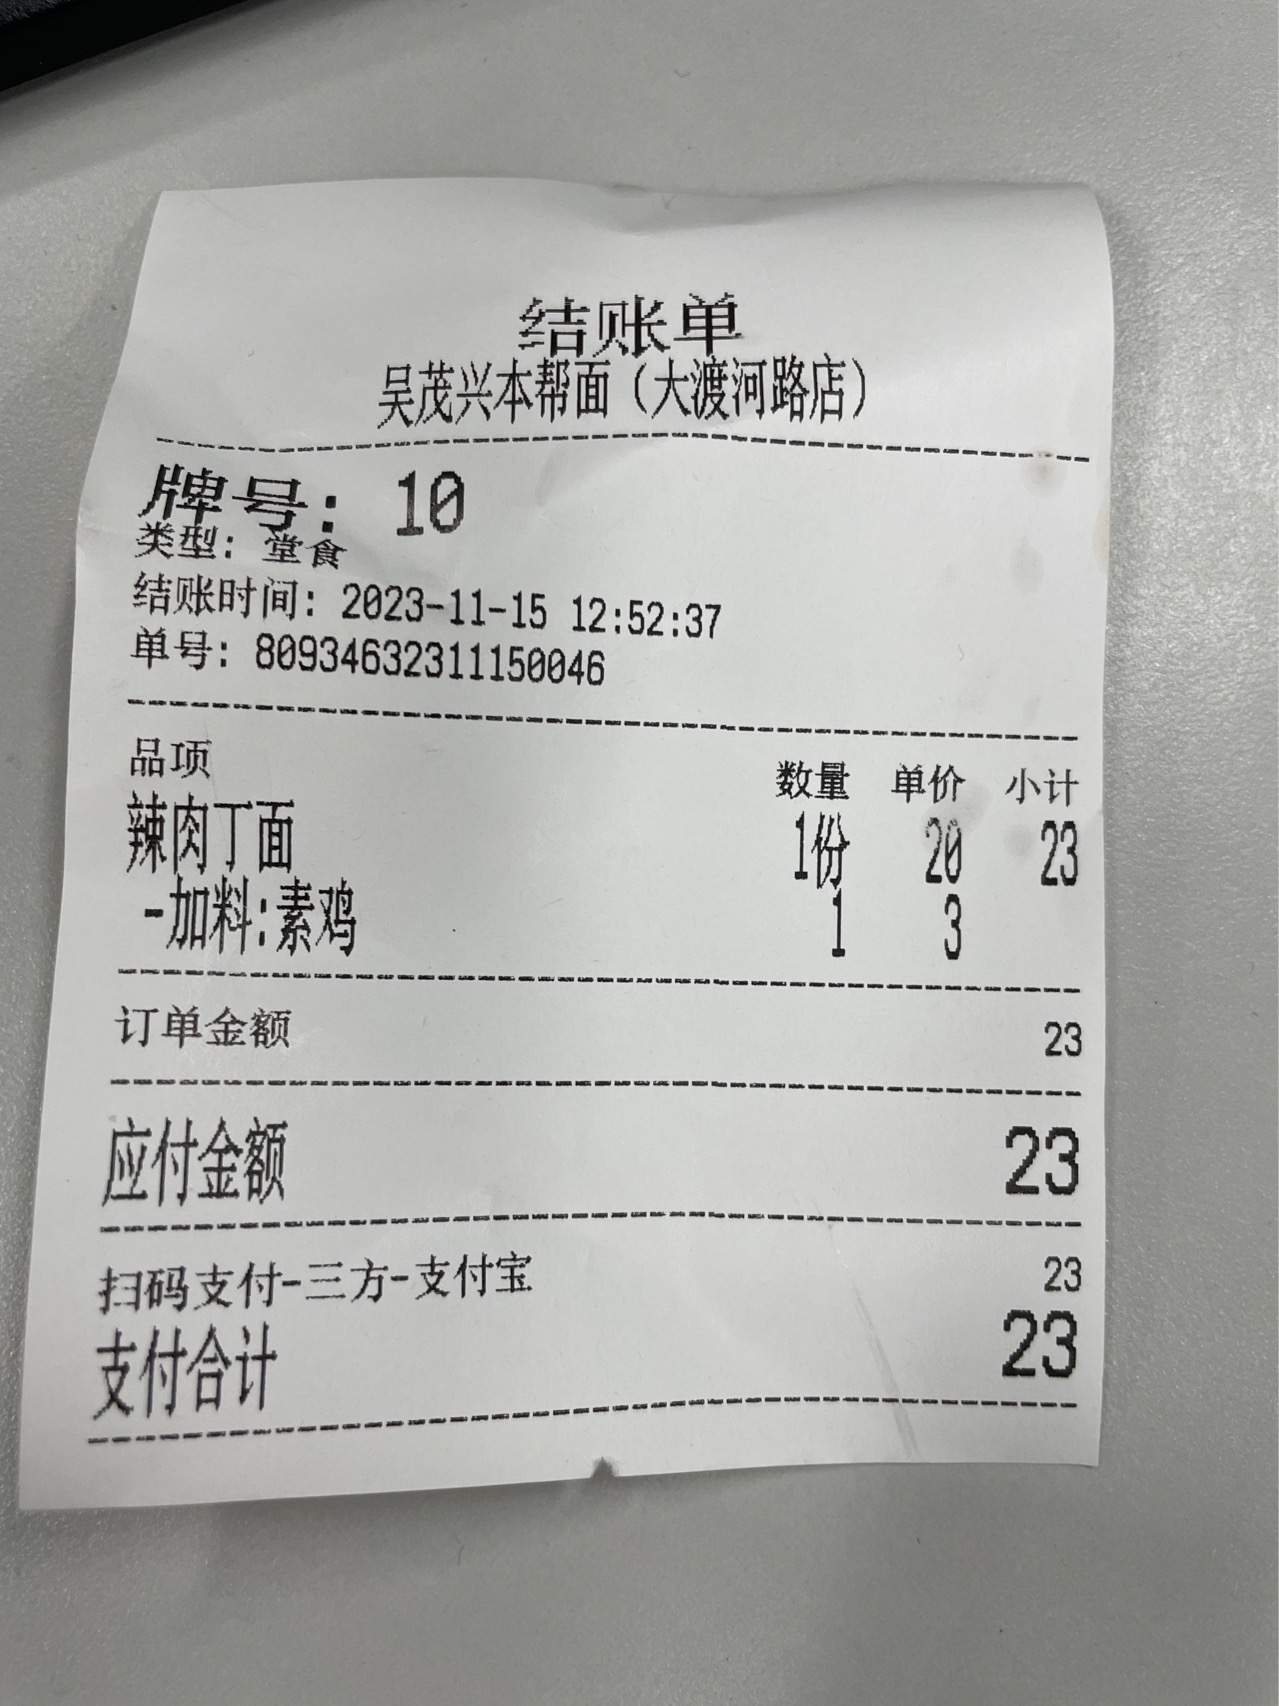 结账单
吴茂兴本帮面（大渡河路店）
牌号: 10
类型: 堂食
结账时间: 2023-11-15 12:52:37
单号: 80934632311150046
品项 数量 单价 小计
辣肉丁面 1份 20 23
-加料:素鸡 1 3
订单金额 23
应付金额 23
扫码支付-三方-支付宝 23
支付合计 23